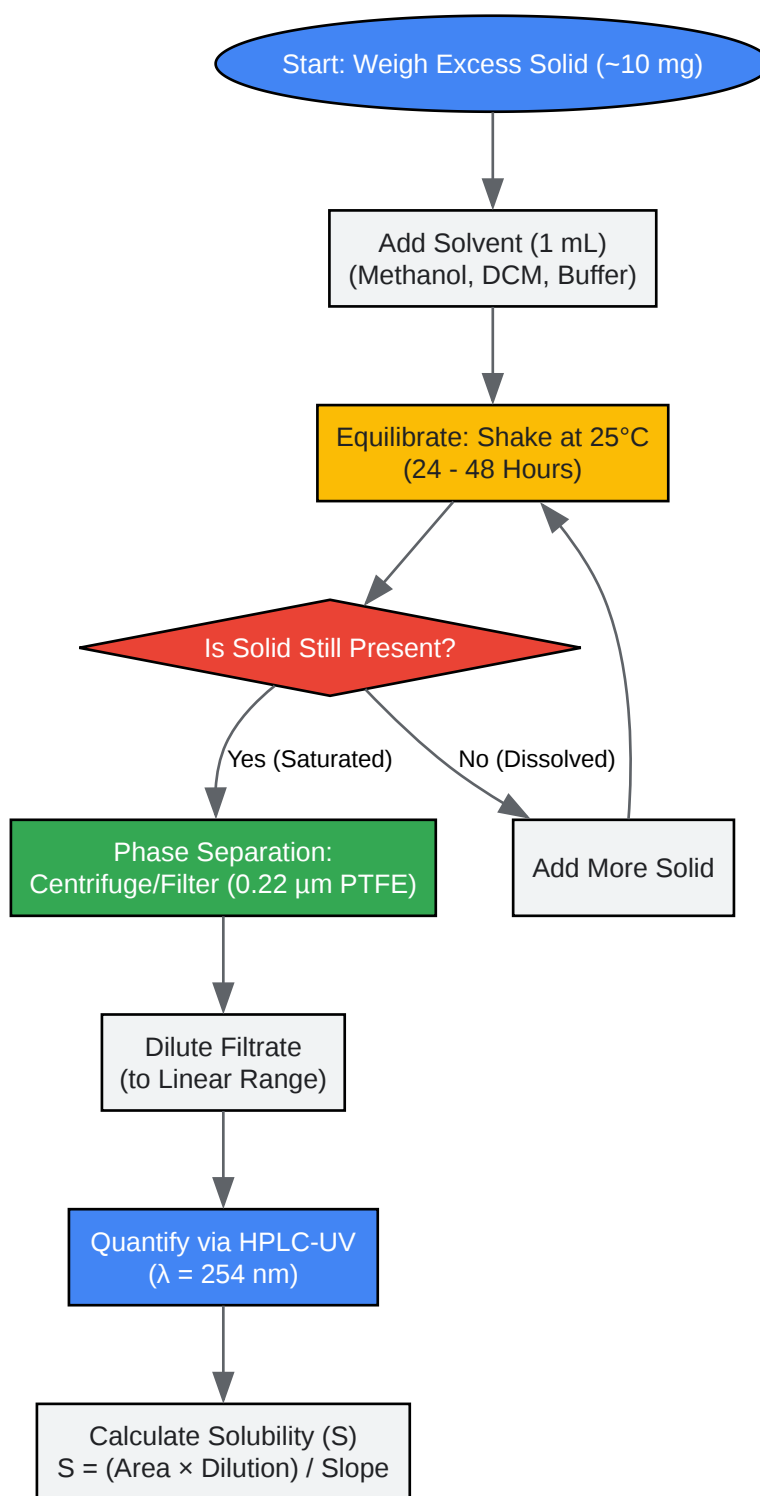 Start: Weigh Excess Solid (~10 mg)
Add Solvent (1 mL)
(Methanol, DCM, Buffer)
Equilibrate: Shake at 25°C
(24 - 48 Hours)
Is Solid Still Present?
Yes (Saturated)
No (Dissolved)
Phase Separation:
Centrifuge/Filter (0.22 µm PTFE)
Add More Solid
Dilute Filtrate
(to Linear Range)
Quantify via HPLC-UV
(λ = 254 nm)
Calculate Solubility (S)
S = (Area × Dilution) / Slope